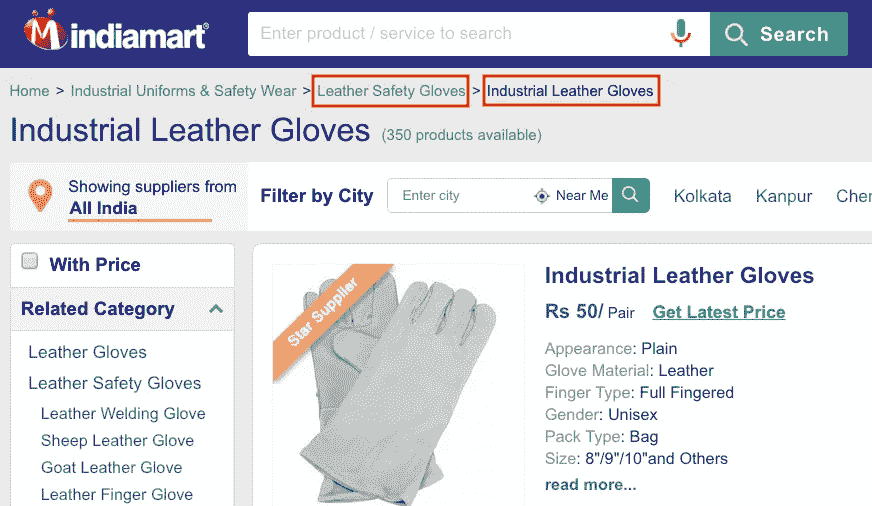 indiamart
Enter product / service to search
Search
Home > Industrial Uniforms & Safety Wear > Leather Safety Gloves > Industrial Leather Gloves
Industrial Leather Gloves (350 products available)
Showing suppliers from
All India
Filter by City
Enter city
Near Me
Kolkata
Kanpur
With Price
Related Category
Leather Gloves
Leather Safety Gloves
Leather Welding Glove
Sheep Leather Glove
Goat Leather Glove
Leather Finger Glove
Star Supplier
Industrial Leather Gloves
Rs 50/ Pair Get Latest Price
Appearance: Plain
Glove Material: Leather
Finger Type: Full Fingered
Gender: Unisex
Pack Type: Bag
Size: 8"/9"/10"and Others
read more...